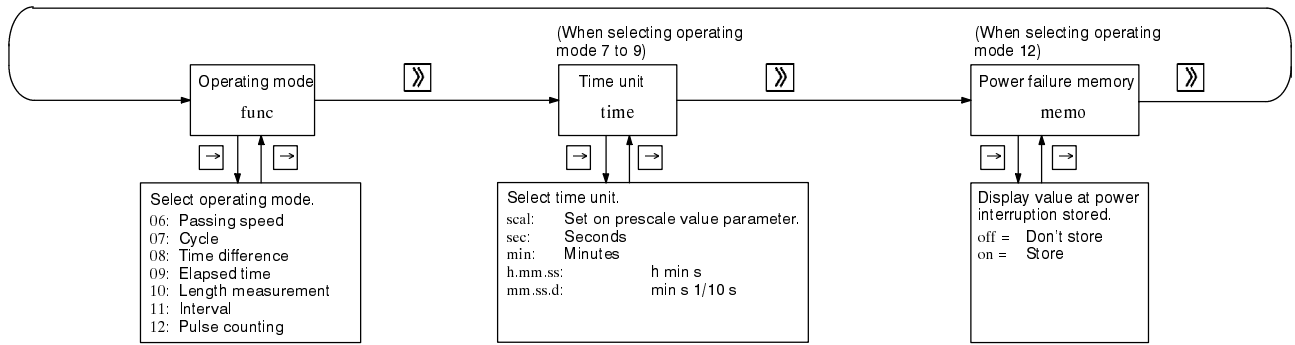 (When selecting operating
mode 7 to 9)
(When selecting operating
mode 12)
Operating mode
func
Time unit
time
Power failure memory
memo
Select operating mode.
06: Passing speed
07: Cycle
08: Time difference
09: Elapsed time
10: Length measurement
11: Interval
12: Pulse counting
Select time unit.
scal: Set on prescale value parameter.
sec: Seconds
min: Minutes
h.mm.ss: h min s
mm.ss.d: min s 1/10 s
Display value at power
interruption stored.
off = Don't store
on = Store